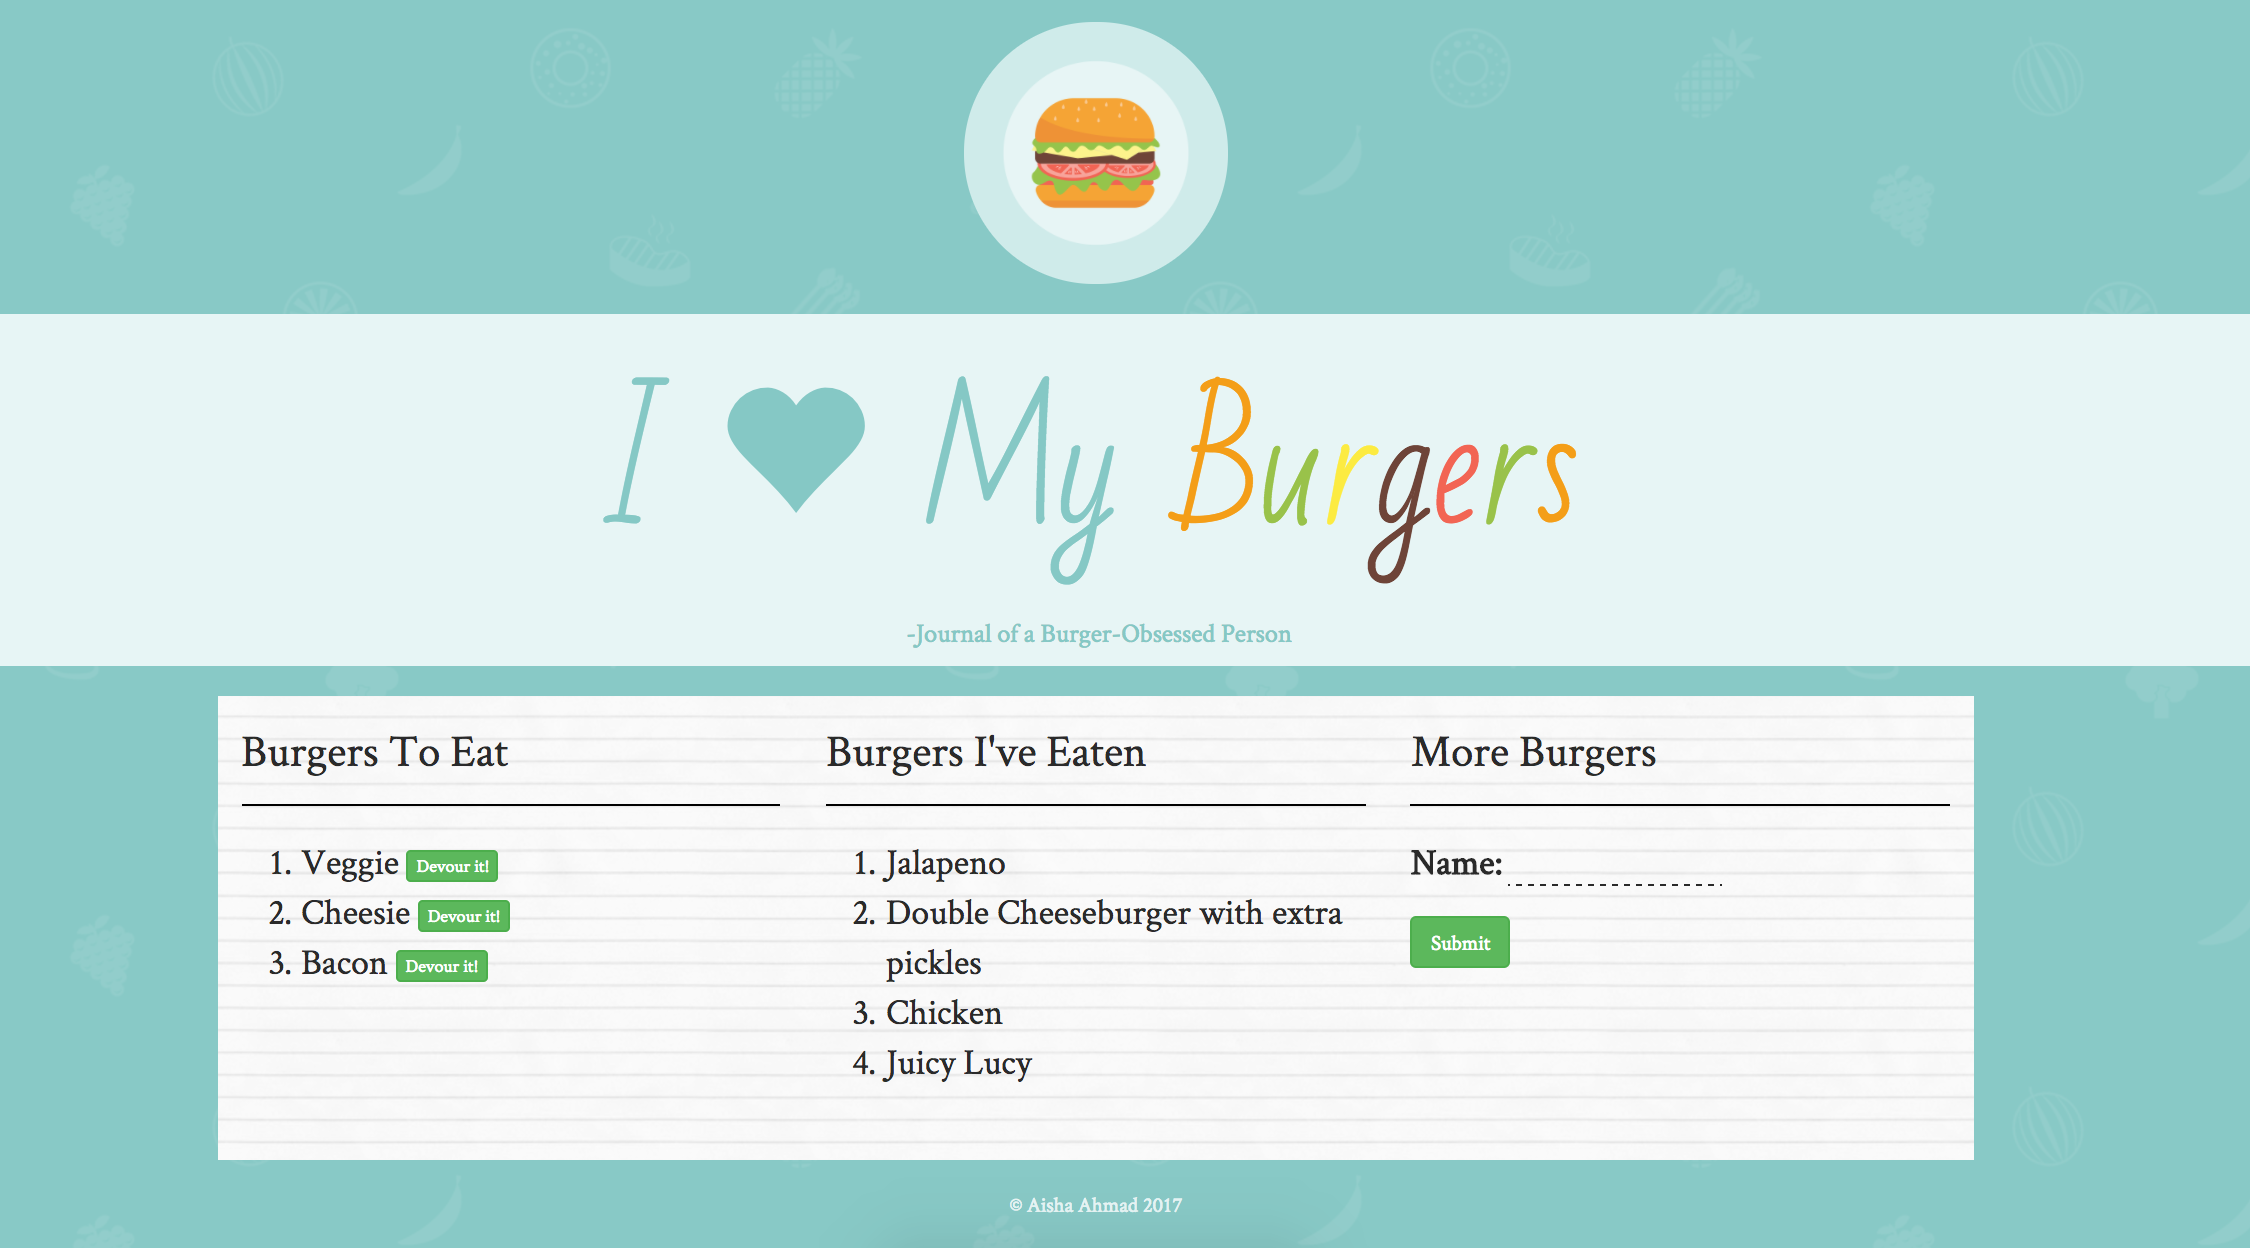 I ♥ My Burgers
-Journal of a Burger-Obsessed Person
Burgers To Eat
1. Veggie Devour it!
2. Cheesie Devour it!
3. Bacon Devour it!
Burgers I've Eaten
1. Jalapeno
2. Double Cheeseburger with extra
pickles
3. Chicken
4. Juicy Lucy
More Burgers
Name:
Submit
© Aisha Ahmad 2017